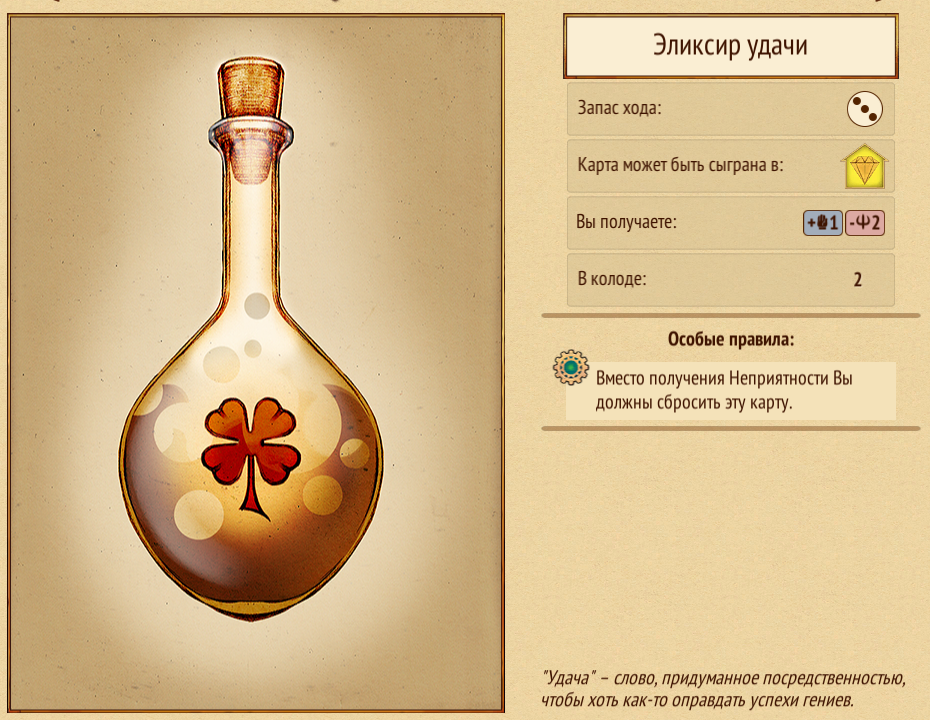 Эликсир удачи
Запас хода:
Карта может быть сыграна в:
Вы получаете: +1 -2
В колоде: 2
Особые правила:
Вместо получения Неприятности Вы
должны сбросить эту карту.
"Удача" – слово, придуманное посредственностью,
чтобы хоть как-то оправдать успехи гениев.